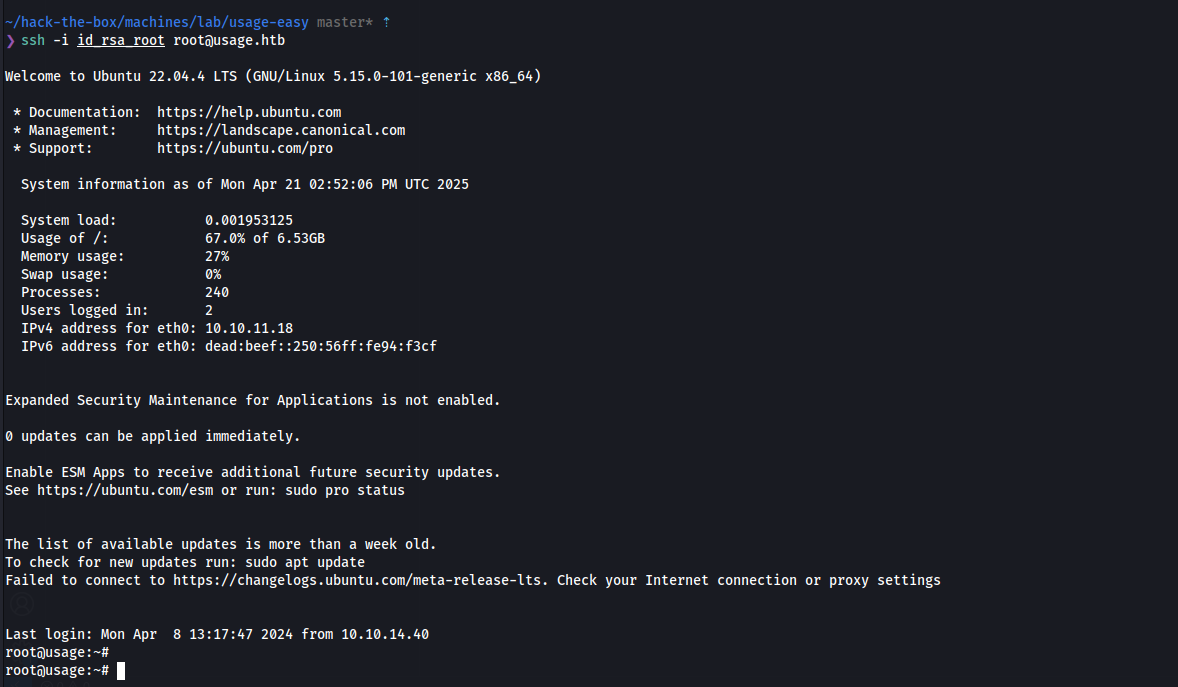 ~/hack-the-box/machines/lab/usage-easy master* ⇡
❯ ssh -i id_rsa_root root@usage.htb
Welcome to Ubuntu 22.04.4 LTS (GNU/Linux 5.15.0-101-generic x86_64)
* Documentation:  https://help.ubuntu.com
* Management:     https://landscape.canonical.com
* Support:        https://ubuntu.com/pro
System information as of Mon Apr 21 02:52:06 PM UTC 2025
System load:           0.001953125
Usage of /:            67.0% of 6.53GB
Memory usage:          27%
Swap usage:            0%
Processes:             240
Users logged in:       2
IPv4 address for eth0: 10.10.11.18
IPv6 address for eth0: dead:beef::250:56ff:fe94:f3cf
Expanded Security Maintenance for Applications is not enabled.
0 updates can be applied immediately.
Enable ESM Apps to receive additional future security updates.
See https://ubuntu.com/esm or run: sudo pro status
The list of available updates is more than a week old.
To check for new updates run: sudo apt update
Failed to connect to https://changelogs.ubuntu.com/meta-release-lts. Check your Internet connection or proxy settings
Last login: Mon Apr  8 13:17:47 2024 from 10.10.14.40
root@usage:~#
root@usage:~#